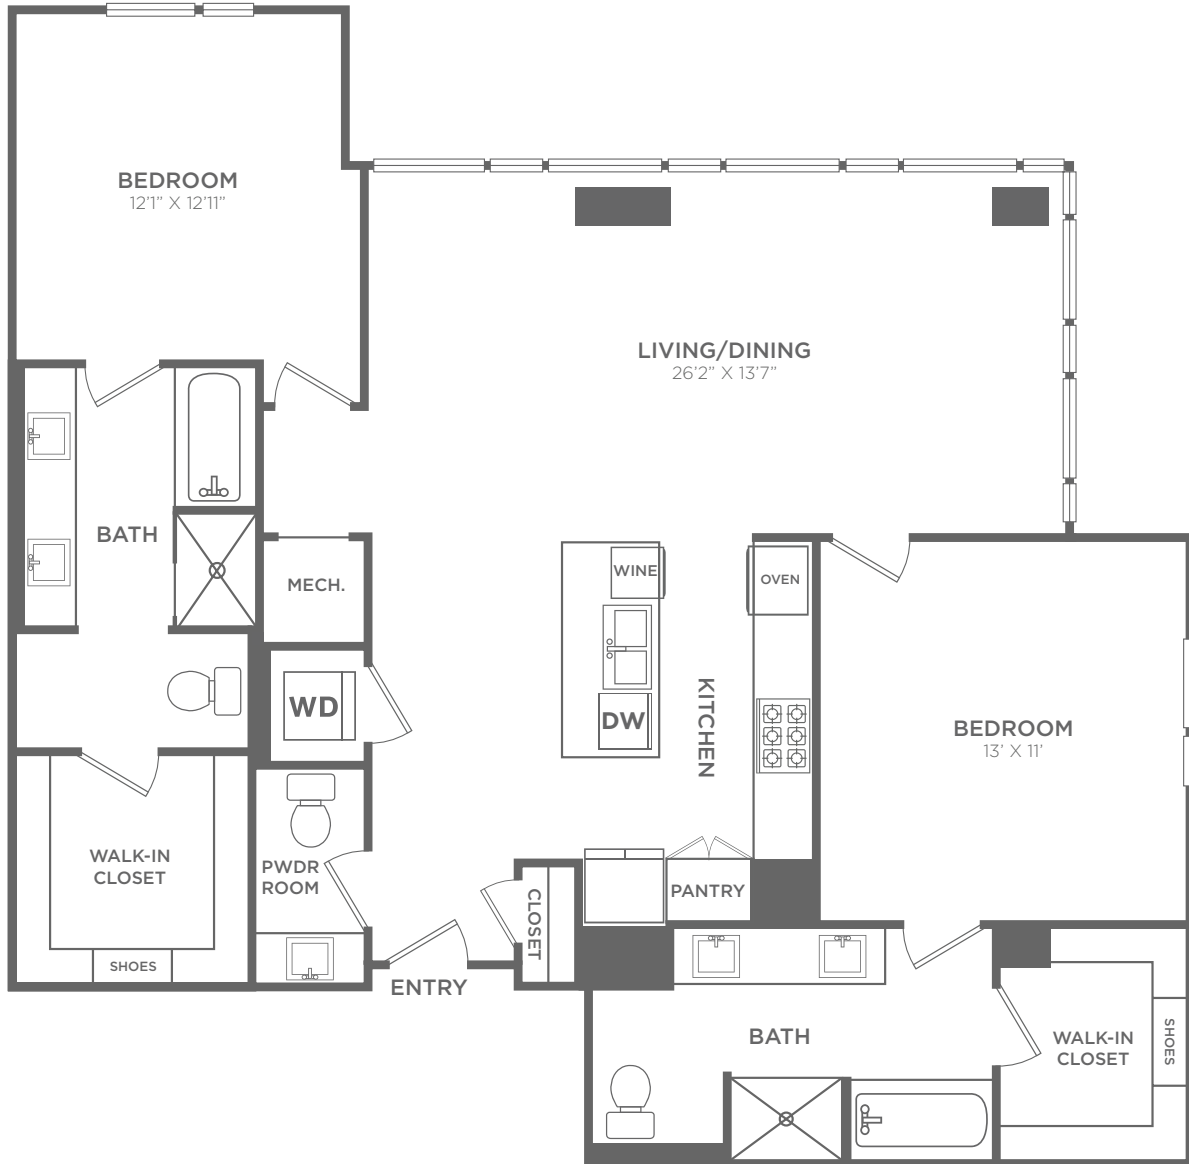 BEDROOM
12'1" X 12'11"
LIVING/DINING
26'2" X 13'7"
BATH
MECH.
WINE
OVEN
WD
DW
KITCHEN
BEDROOM
13' X 11'
WALK-IN
CLOSET
PWDR
ROOM
PANTRY
CLOSET
SHOES
ENTRY
BATH
WALK-IN
CLOSET
SHOES